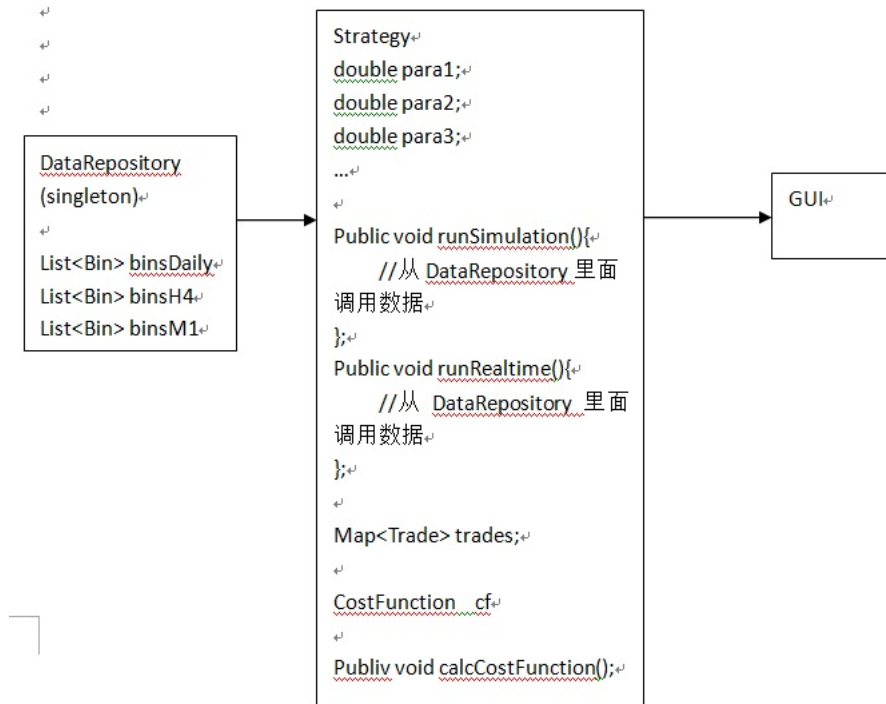 DataRepository
(singleton)
List<Bin> binsDaily
List<Bin> binsH4
List<Bin> binsM1
Strategy
double para1;
double para2;
double para3;
...
Public void runSimulation(){
//从 DataRepository 里面
调用数据
};
Public void runRealtime(){
//从 DataRepository 里面
调用数据
};
Map<Trade> trades;
CostFunction cf
Publiv void calcCostFunction();
GUI